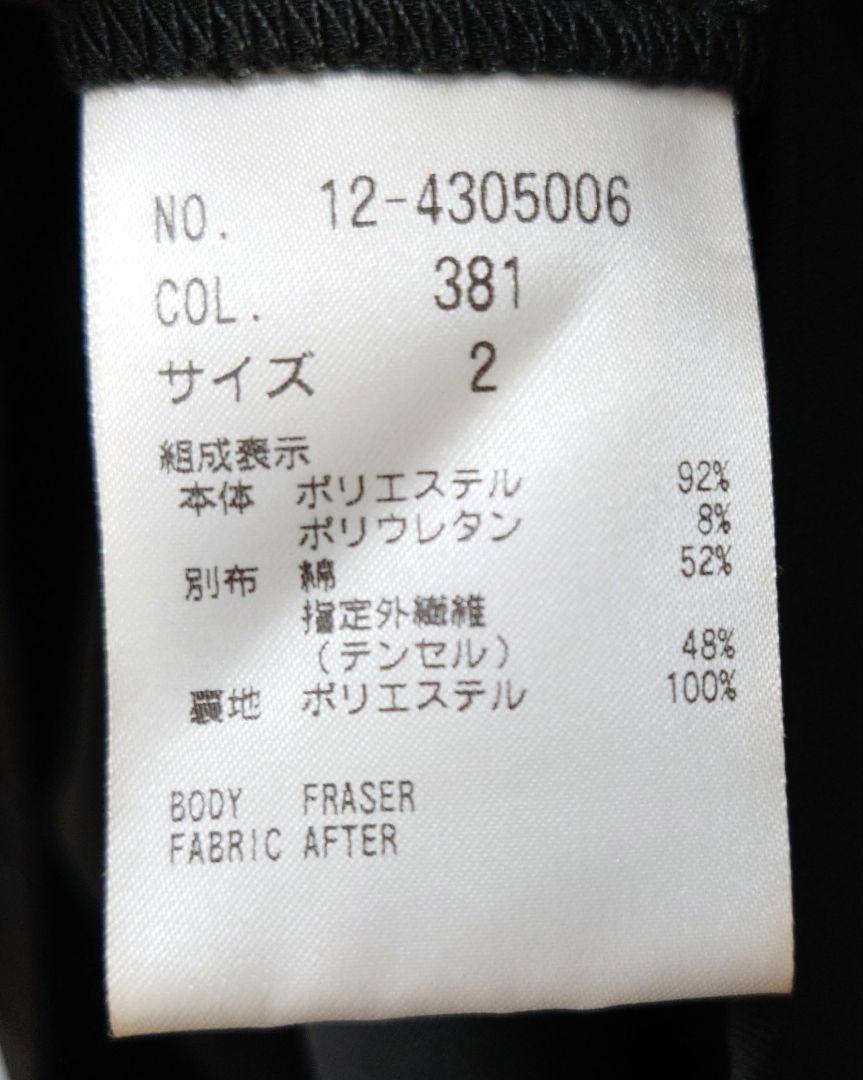 NO. 12-4305006
COL. 381
サイズ 2
組成表示
本体 ポリエステル 92%
ポリウレタン 8%
別布 綿 52%
指定外繊維
(テンセル) 48%
裏地 ポリエステル 100%
BODY FRASER
FABRIC AFTER